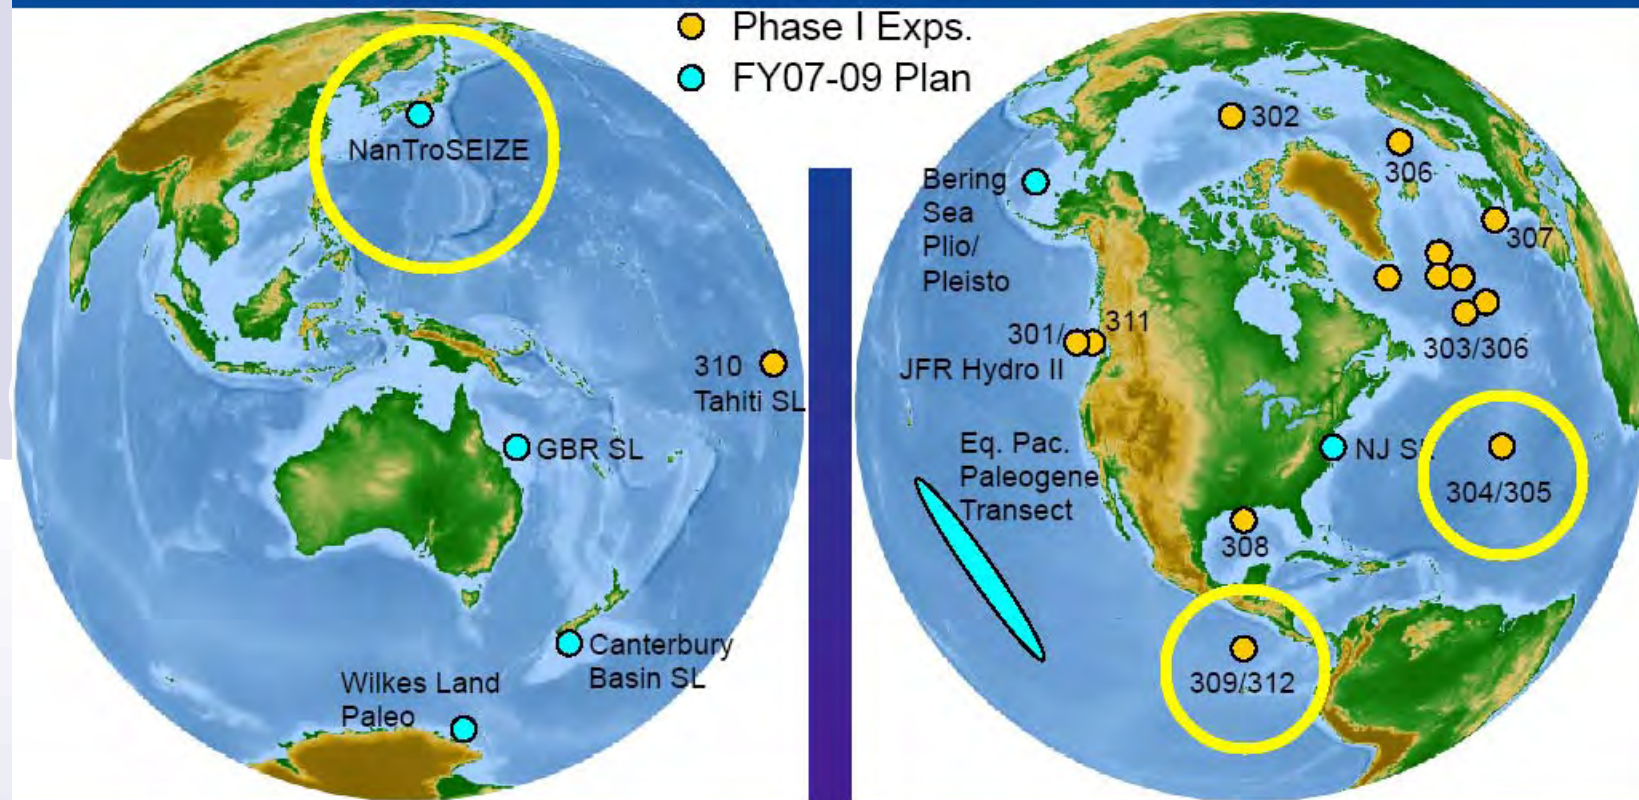 Phase I Exps.
FY07-09 Plan
NanTroSEIZE
310
Tahiti SL
GBR SL
Canterbury
Basin SL
Wilkes Land
Paleo
302
306
307
Bering
Sea
Plio/
Pleisto
301/
311
JFR Hydro II
303/306
Eq. Pac.
Paleogene
Transect
NJ
304/305
308
309/312